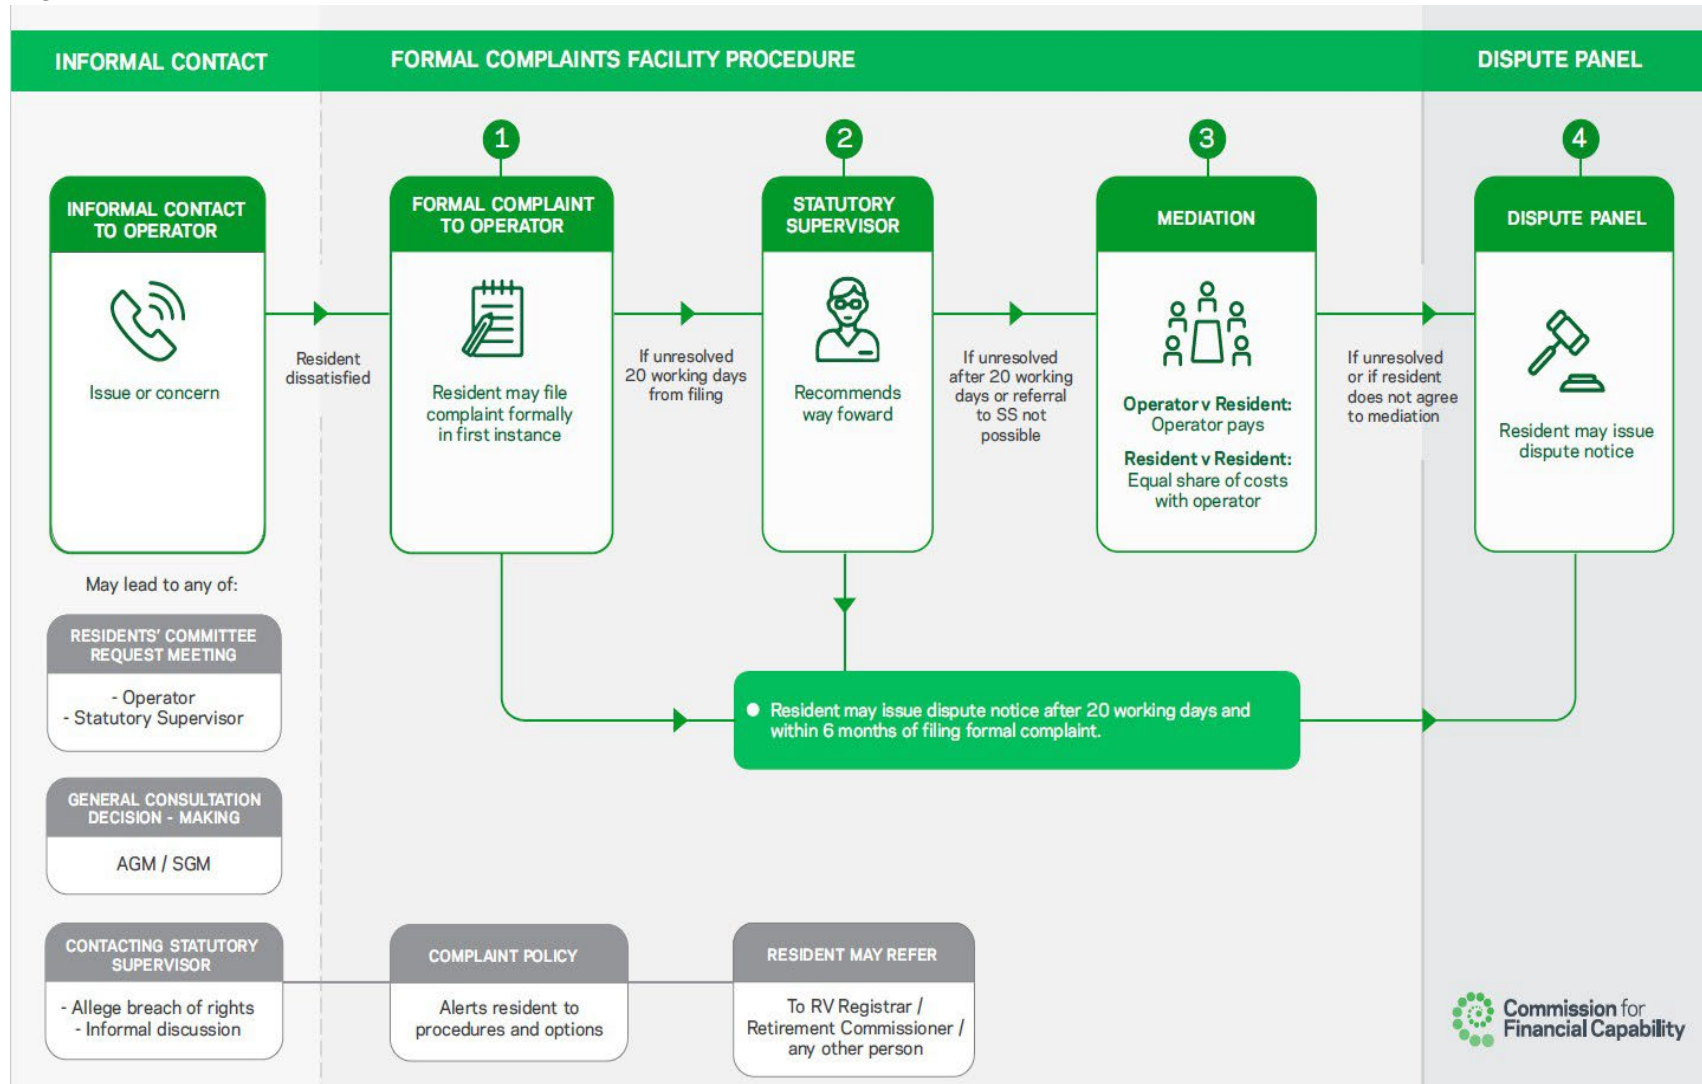 INFORMAL CONTACT
FORMAL COMPLAINTS FACILITY PROCEDURE
DISPUTE PANEL
1
2
3
4
INFORMAL CONTACT
TO OPERATOR
Issue or concern
Resident
dissatisfied
FORMAL COMPLAINT
TO OPERATOR
Resident may file
complaint formally
in first instance
If unresolved
20 working days
from filing
STATUTORY
SUPERVISOR
Recommends
way foward
If unresolved
after 20 working
days or referral
to SS not
possible
MEDIATION
Operator v Resident:
Operator pays
Resident v Resident:
Equal share of costs
with operator
If unresolved
or if resident
does not agree
to mediation
DISPUTE PANEL
Resident may issue
dispute notice
May lead to any of:
RESIDENTS' COMMITTEE
REQUEST MEETING
- Operator
- Statutory Supervisor
Resident may issue dispute notice after 20 working days and
within 6 months of filing formal complaint.
GENERAL CONSULTATION
DECISION - MAKING
AGM / SGM
CONTACTING STATUTORY
SUPERVISOR
- Allege breach of rights
- Informal discussion
COMPLAINT POLICY
Alerts resident to
procedures and options
RESIDENT MAY REFER
To RV Registrar /
Retirement Commissioner /
any other person
Commission for
Financial Capability